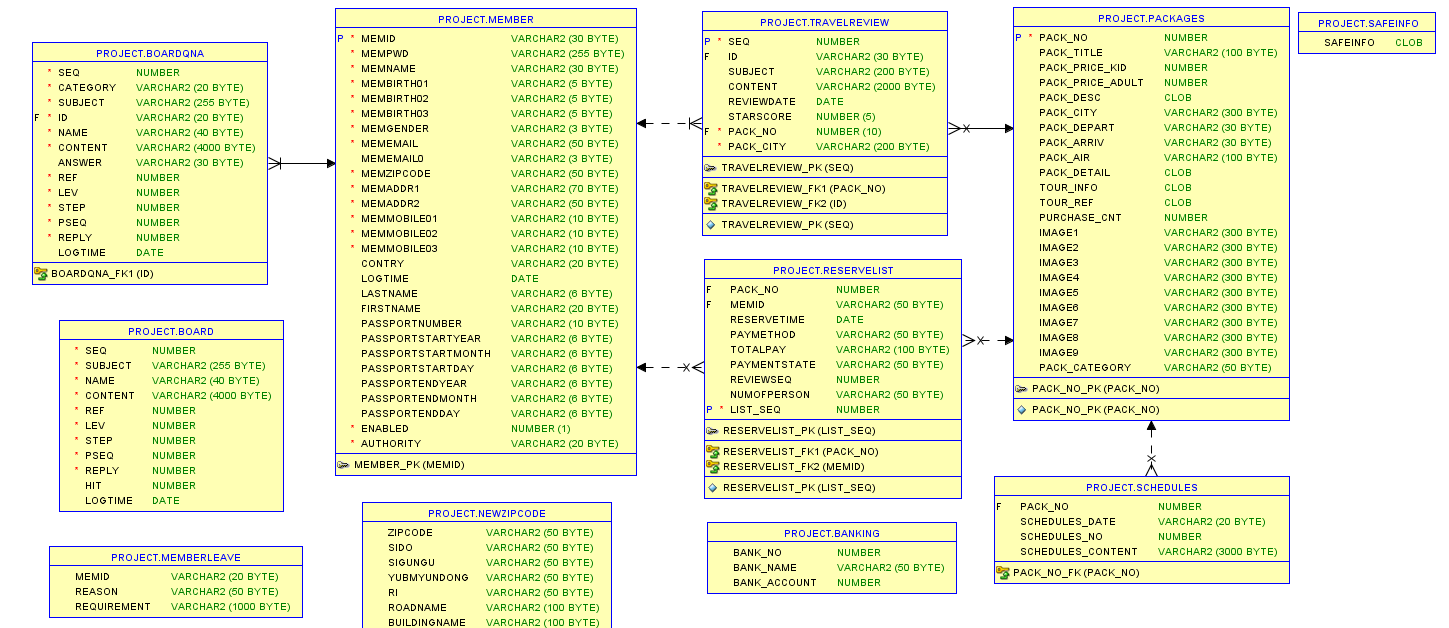 PROJECT.BOARDQNA
* SEQ NUMBER
* CATEGORY VARCHAR2 (20 BYTE)
* SUBJECT VARCHAR2 (255 BYTE)
F * ID VARCHAR2 (20 BYTE)
* NAME VARCHAR2 (40 BYTE)
* CONTENT VARCHAR2 (4000 BYTE)
ANSWER VARCHAR2 (30 BYTE)
* REF NUMBER
* LEV NUMBER
* STEP NUMBER
* PSEQ NUMBER
* REPLY NUMBER
LOGTIME DATE
BOARDQNA_FK1 (ID)
PROJECT.BOARD
* SEQ NUMBER
* SUBJECT VARCHAR2 (255 BYTE)
* NAME VARCHAR2 (40 BYTE)
* CONTENT VARCHAR2 (4000 BYTE)
* REF NUMBER
* LEV NUMBER
* STEP NUMBER
* PSEQ NUMBER
* REPLY NUMBER
HIT NUMBER
LOGTIME DATE
PROJECT.MEMBERLEAVE
MEMID VARCHAR2 (20 BYTE)
REASON VARCHAR2 (50 BYTE)
REQUIREMENT VARCHAR2 (1000 BYTE)
PROJECT.MEMBER
P * MEMID VARCHAR2 (30 BYTE)
* MEMPWD VARCHAR2 (255 BYTE)
* MEMNAME VARCHAR2 (30 BYTE)
* MEMBIRTH01 VARCHAR2 (5 BYTE)
* MEMBIRTH02 VARCHAR2 (5 BYTE)
* MEMBIRTH03 VARCHAR2 (5 BYTE)
* MEMGENDER VARCHAR2 (3 BYTE)
* MEMEMAIL VARCHAR2 (50 BYTE)
MEMEMAILO VARCHAR2 (3 BYTE)
* MEMZIPCODE VARCHAR2 (50 BYTE)
* MEMADDR1 VARCHAR2 (70 BYTE)
* MEMADDR2 VARCHAR2 (50 BYTE)
* MEMMOBILE01 VARCHAR2 (10 BYTE)
* MEMMOBILE02 VARCHAR2 (10 BYTE)
* MEMMOBILE03 VARCHAR2 (10 BYTE)
CONTRY VARCHAR2 (20 BYTE)
LOGTIME DATE
LASTNAME VARCHAR2 (6 BYTE)
FIRSTNAME VARCHAR2 (20 BYTE)
PASSPORTNUMBER VARCHAR2 (10 BYTE)
PASSPORTSTARTYEAR VARCHAR2 (6 BYTE)
PASSPORTSTARTMONTH VARCHAR2 (6 BYTE)
PASSPORTSTARTDAY VARCHAR2 (6 BYTE)
PASSPORTENDYEAR VARCHAR2 (6 BYTE)
PASSPORTENDMONTH VARCHAR2 (6 BYTE)
PASSPORTENDDAY VARCHAR2 (6 BYTE)
* ENABLED NUMBER (1)
* AUTHORITY VARCHAR2 (20 BYTE)
MEMBER_PK (MEMID)
PROJECT.NEWZIPCODE
ZIPCODE VARCHAR2 (50 BYTE)
SIDO VARCHAR2 (50 BYTE)
SIGUNGU VARCHAR2 (50 BYTE)
YUBMYUNDONG VARCHAR2 (50 BYTE)
RI VARCHAR2 (50 BYTE)
ROADNAME VARCHAR2 (100 BYTE)
BUILDINGNAME VARCHAR2 (100 BYTE)
PROJECT.TRAVELREVIEW
P * SEQ NUMBER
F ID VARCHAR2 (30 BYTE)
SUBJECT VARCHAR2 (200 BYTE)
CONTENT VARCHAR2 (2000 BYTE)
REVIEWDATE DATE
STARSCORE NUMBER (5)
F * PACK_NO NUMBER (10)
* PACK_CITY VARCHAR2 (200 BYTE)
TRAVELREVIEW_PK (SEQ)
TRAVELREVIEW_FK1 (PACK_NO)
TRAVELREVIEW_FK2 (ID)
TRAVELREVIEW_PK (SEQ)
PROJECT.RESERVELIST
F PACK_NO NUMBER
F MEMID VARCHAR2 (50 BYTE)
RESERVETIME DATE
PAYMETHOD VARCHAR2 (50 BYTE)
TOTALPAY VARCHAR2 (100 BYTE)
PAYMENTSTATE VARCHAR2 (50 BYTE)
REVIEWSEQ NUMBER
NUMOFPERSON VARCHAR2 (50 BYTE)
P * LIST_SEQ NUMBER
RESERVELIST_PK (LIST_SEQ)
RESERVELIST_FK1 (PACK_NO)
RESERVELIST_FK2 (MEMID)
RESERVELIST_PK (LIST_SEQ)
PROJECT.BANKING
BANK_NO NUMBER
BANK_NAME VARCHAR2 (50 BYTE)
BANK_ACCOUNT NUMBER
PROJECT.PACKAGES
P * PACK_NO NUMBER
PACK_TITLE VARCHAR2 (100 BYTE)
PACK_PRICE_KID NUMBER
PACK_PRICE_ADULT NUMBER
PACK_DESC CLOB
PACK_CITY VARCHAR2 (300 BYTE)
PACK_DEPART VARCHAR2 (30 BYTE)
PACK_ARRIV VARCHAR2 (30 BYTE)
PACK_AIR VARCHAR2 (100 BYTE)
PACK_DETAIL CLOB
TOUR_INFO CLOB
TOUR_REF CLOB
PURCHASE_CNT NUMBER
IMAGE1 VARCHAR2 (300 BYTE)
IMAGE2 VARCHAR2 (300 BYTE)
IMAGE3 VARCHAR2 (300 BYTE)
IMAGE4 VARCHAR2 (300 BYTE)
IMAGE5 VARCHAR2 (300 BYTE)
IMAGE6 VARCHAR2 (300 BYTE)
IMAGE7 VARCHAR2 (300 BYTE)
IMAGE8 VARCHAR2 (300 BYTE)
IMAGE9 VARCHAR2 (300 BYTE)
PACK_CATEGORY VARCHAR2 (50 BYTE)
PACK_NO_PK (PACK_NO)
PACK_NO_PK (PACK_NO)
PROJECT.SCHEDULES
F PACK_NO NUMBER
SCHEDULES_DATE VARCHAR2 (20 BYTE)
SCHEDULES_NO NUMBER
SCHEDULES_CONTENT VARCHAR2 (3000 BYTE)
PACK_NO_FK (PACK_NO)
PROJECT.SAFEINFO
SAFEINFO CLOB